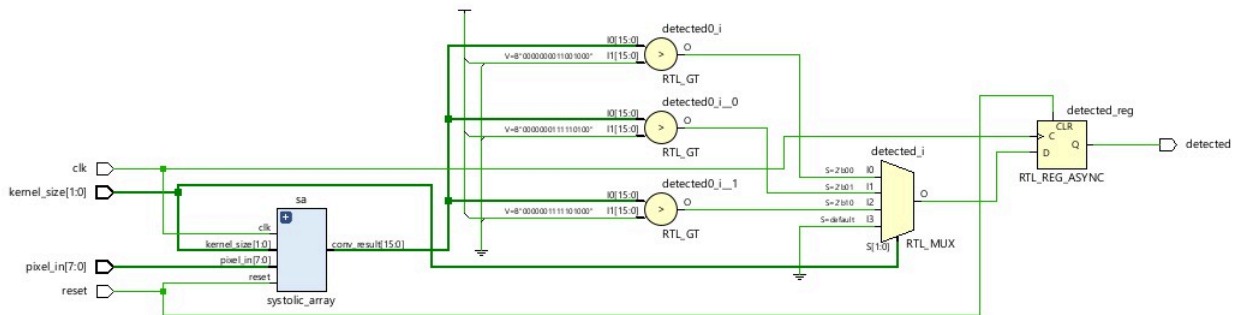 detected0_i
I0[15:0]
V=B"0000000011001000"
I1[15:0]
>
O
RTL_GT
detected0_i__0
I0[15:0]
V=B"0000000111110100"
I1[15:0]
>
O
RTL_GT
detected0_i__1
I0[15:0]
V=B"0000001111101000"
I1[15:0]
>
O
RTL_GT
detected_reg
CLR
C
D
Q
RTL_REG_ASYNC
detected
detected_i
S=2'b00
I0
S=2'b01
I1
S=2'b10
I2
S=default
I3
O
S[1:0]
RTL_MUX
clk
kernel_size[1:0]
pixel_in[7:0]
reset
sa
+
clk
kernel_size[1:0]
pixel_in[7:0]
reset
conv_result[15:0]
systolic_array